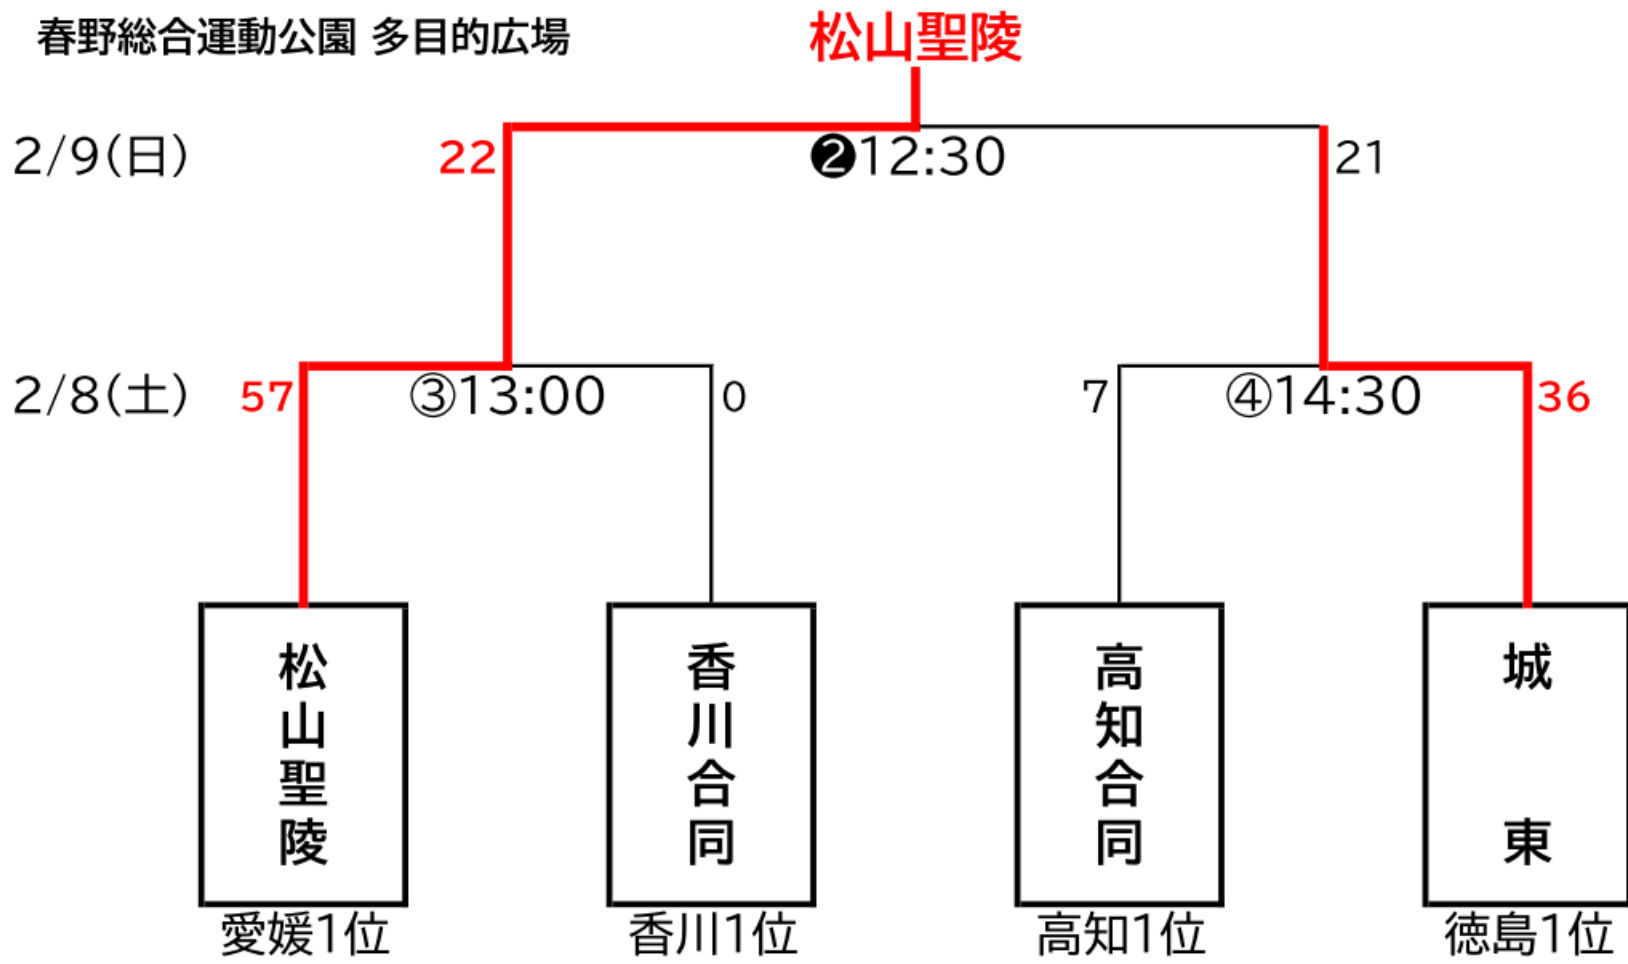 春野総合運動公園 多目的広場
松山聖陵
2/9(日)
22
❷12:30
21
2/8(土)
57
③13:00
0
7
④14:30
36
松山聖陵
香川合同
高知合同
城東
愛媛1位
香川1位
高知1位
徳島1位